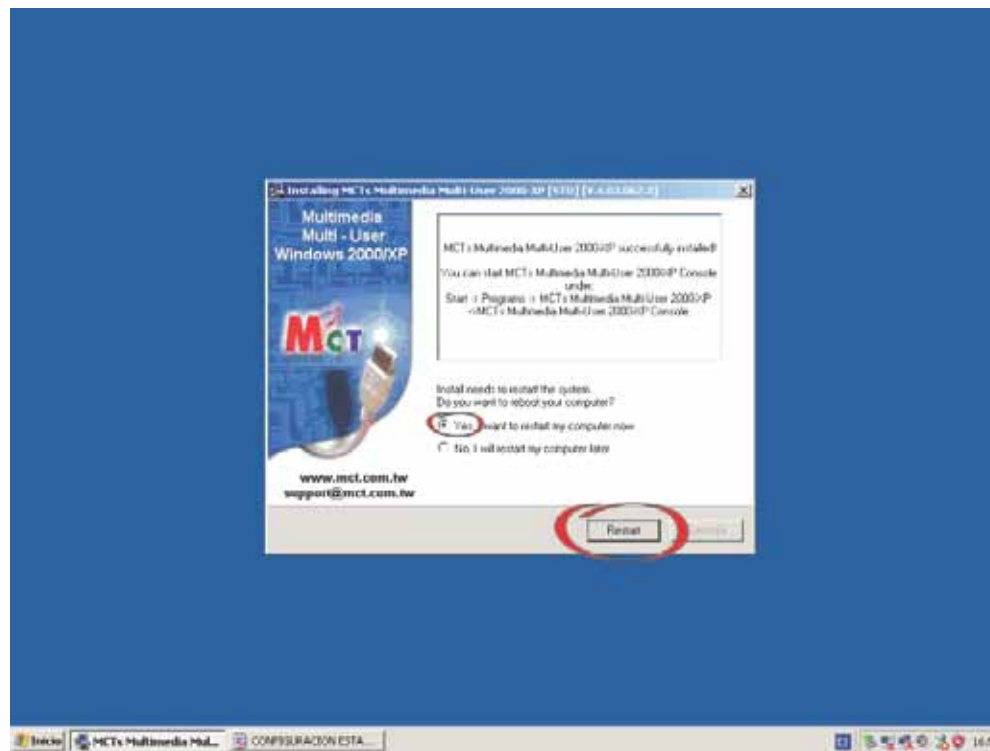 Installing MCTs Multimedia Multi-User 2000-XP [STD]
Multimedia
Multi - User
Windows 2000/XP
MCT
www.mct.com.tw
support@mct.com.tw
MCTs Multimedia Multi-User 2000/XP successfully installed!
You can start MCTs Multimedia Multi-User 2000/XP Console
under:
Start -> Programs -> MCTs Multimedia Multi-User 2000/XP
->MCTs Multimedia Multi-User 2000/XP Console
Install needs to restart the system.
Do you want to reboot your computer?
Yes, I want to restart my computer now
No, I will restart my computer later
Restart
Inicio
MCTs Multimedia Mul...
CONFIGURACION ESTA...